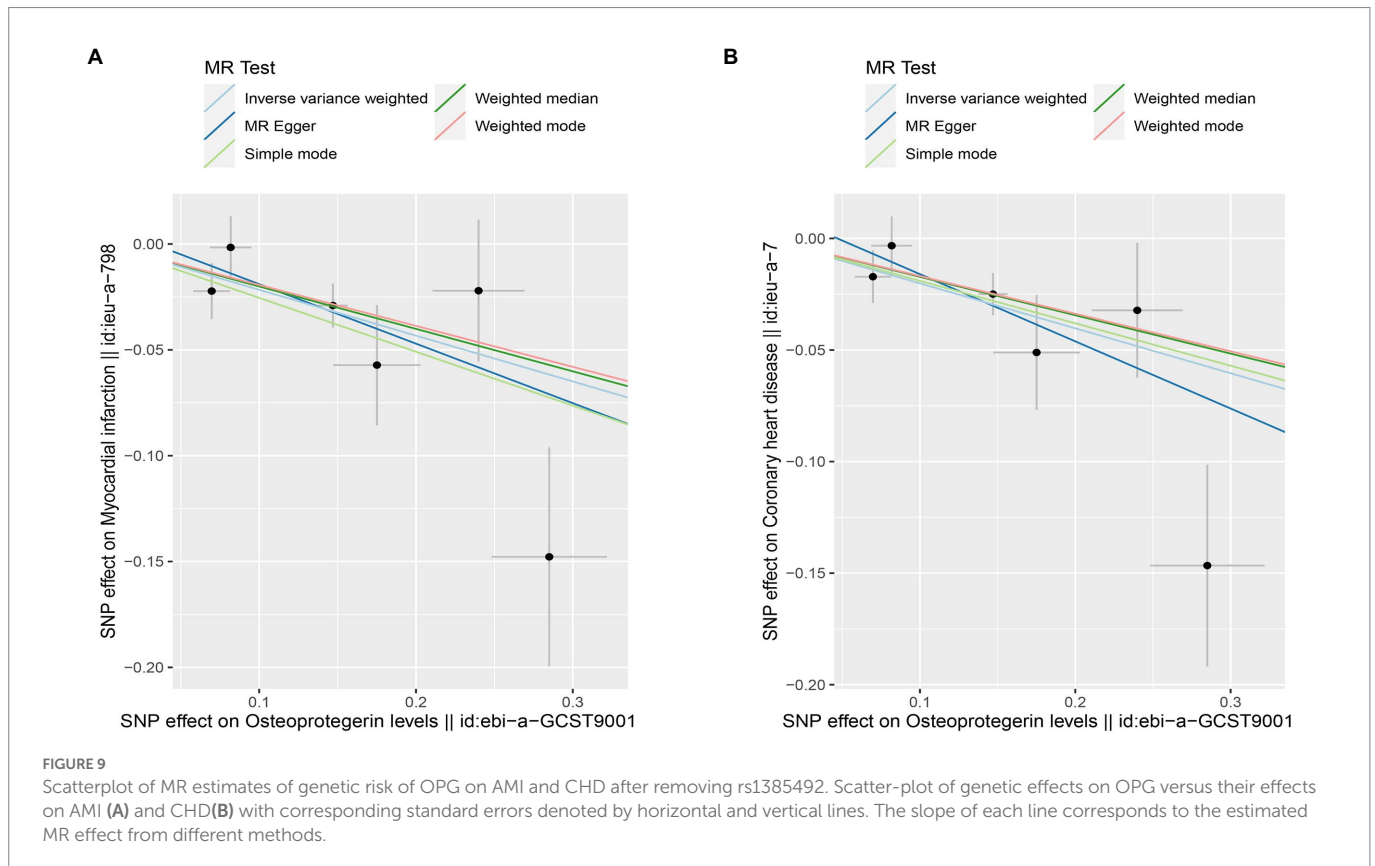 A
MR Test
Inverse variance weighted
Weighted median
MR Egger
Weighted mode
Simple mode
SNP effect on Myocardial infarction || id:ieu−a−798
0.00
−0.05
−0.10
−0.15
−0.20
0.1
0.2
0.3
SNP effect on Osteoprotegerin levels || id:ebi−a−GCST9001
B
MR Test
Inverse variance weighted
Weighted median
MR Egger
Weighted mode
Simple mode
SNP effect on Coronary heart disease || id:ieu−a−7
0.00
−0.05
−0.10
−0.15
−0.20
0.1
0.2
0.3
SNP effect on Osteoprotegerin levels || id:ebi−a−GCST9001
FIGURE 9
Scatterplot of MR estimates of genetic risk of OPG on AMI and CHD after removing rs1385492. Scatter-plot of genetic effects on OPG versus their effects
on AMI (A) and CHD(B) with corresponding standard errors denoted by horizontal and vertical lines. The slope of each line corresponds to the estimated
MR effect from different methods.